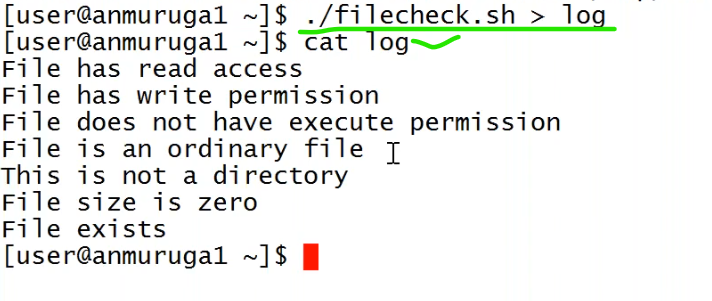 [user@anmuruga1 ~]$ ./filecheck.sh > log
[user@anmuruga1 ~]$ cat log
File has read access
File has write permission
File does not have execute permission
File is an ordinary file
This is not a directory
File size is zero
File exists
[user@anmuruga1 ~]$